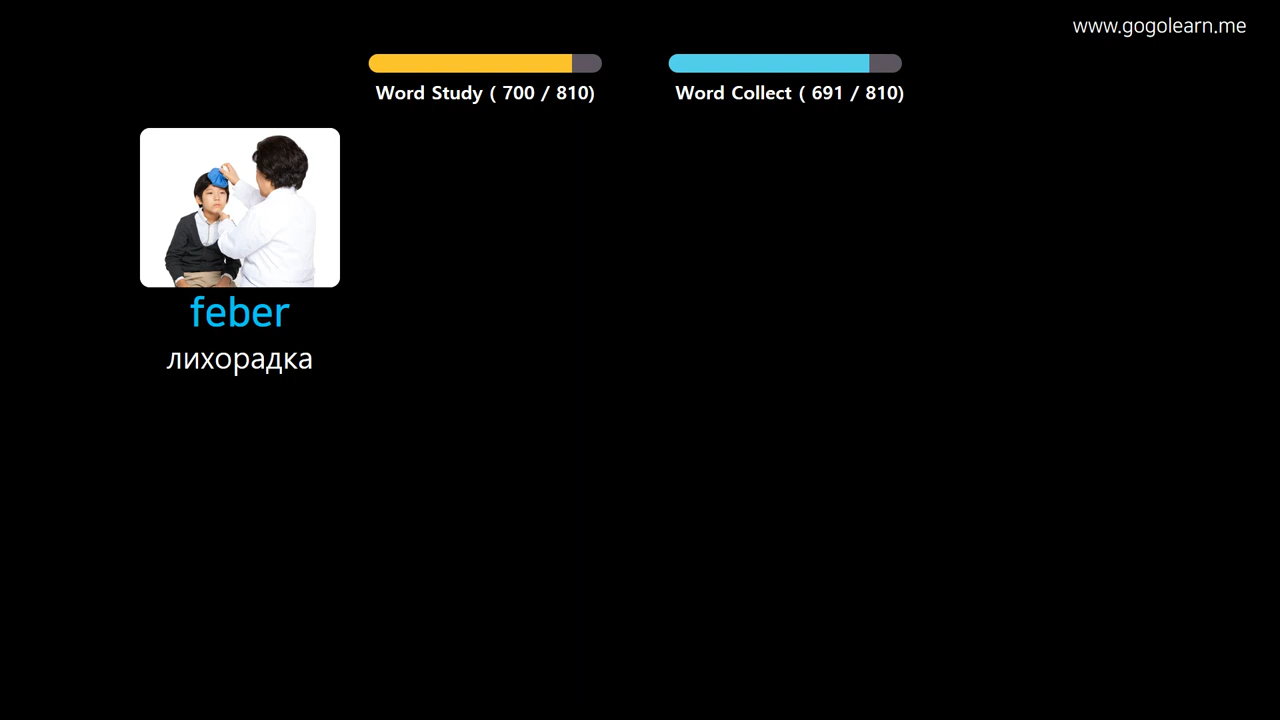 www.gogolearn.me
Word Study ( 700 / 810)
Word Collect ( 691 / 810)
feber
лихорадка